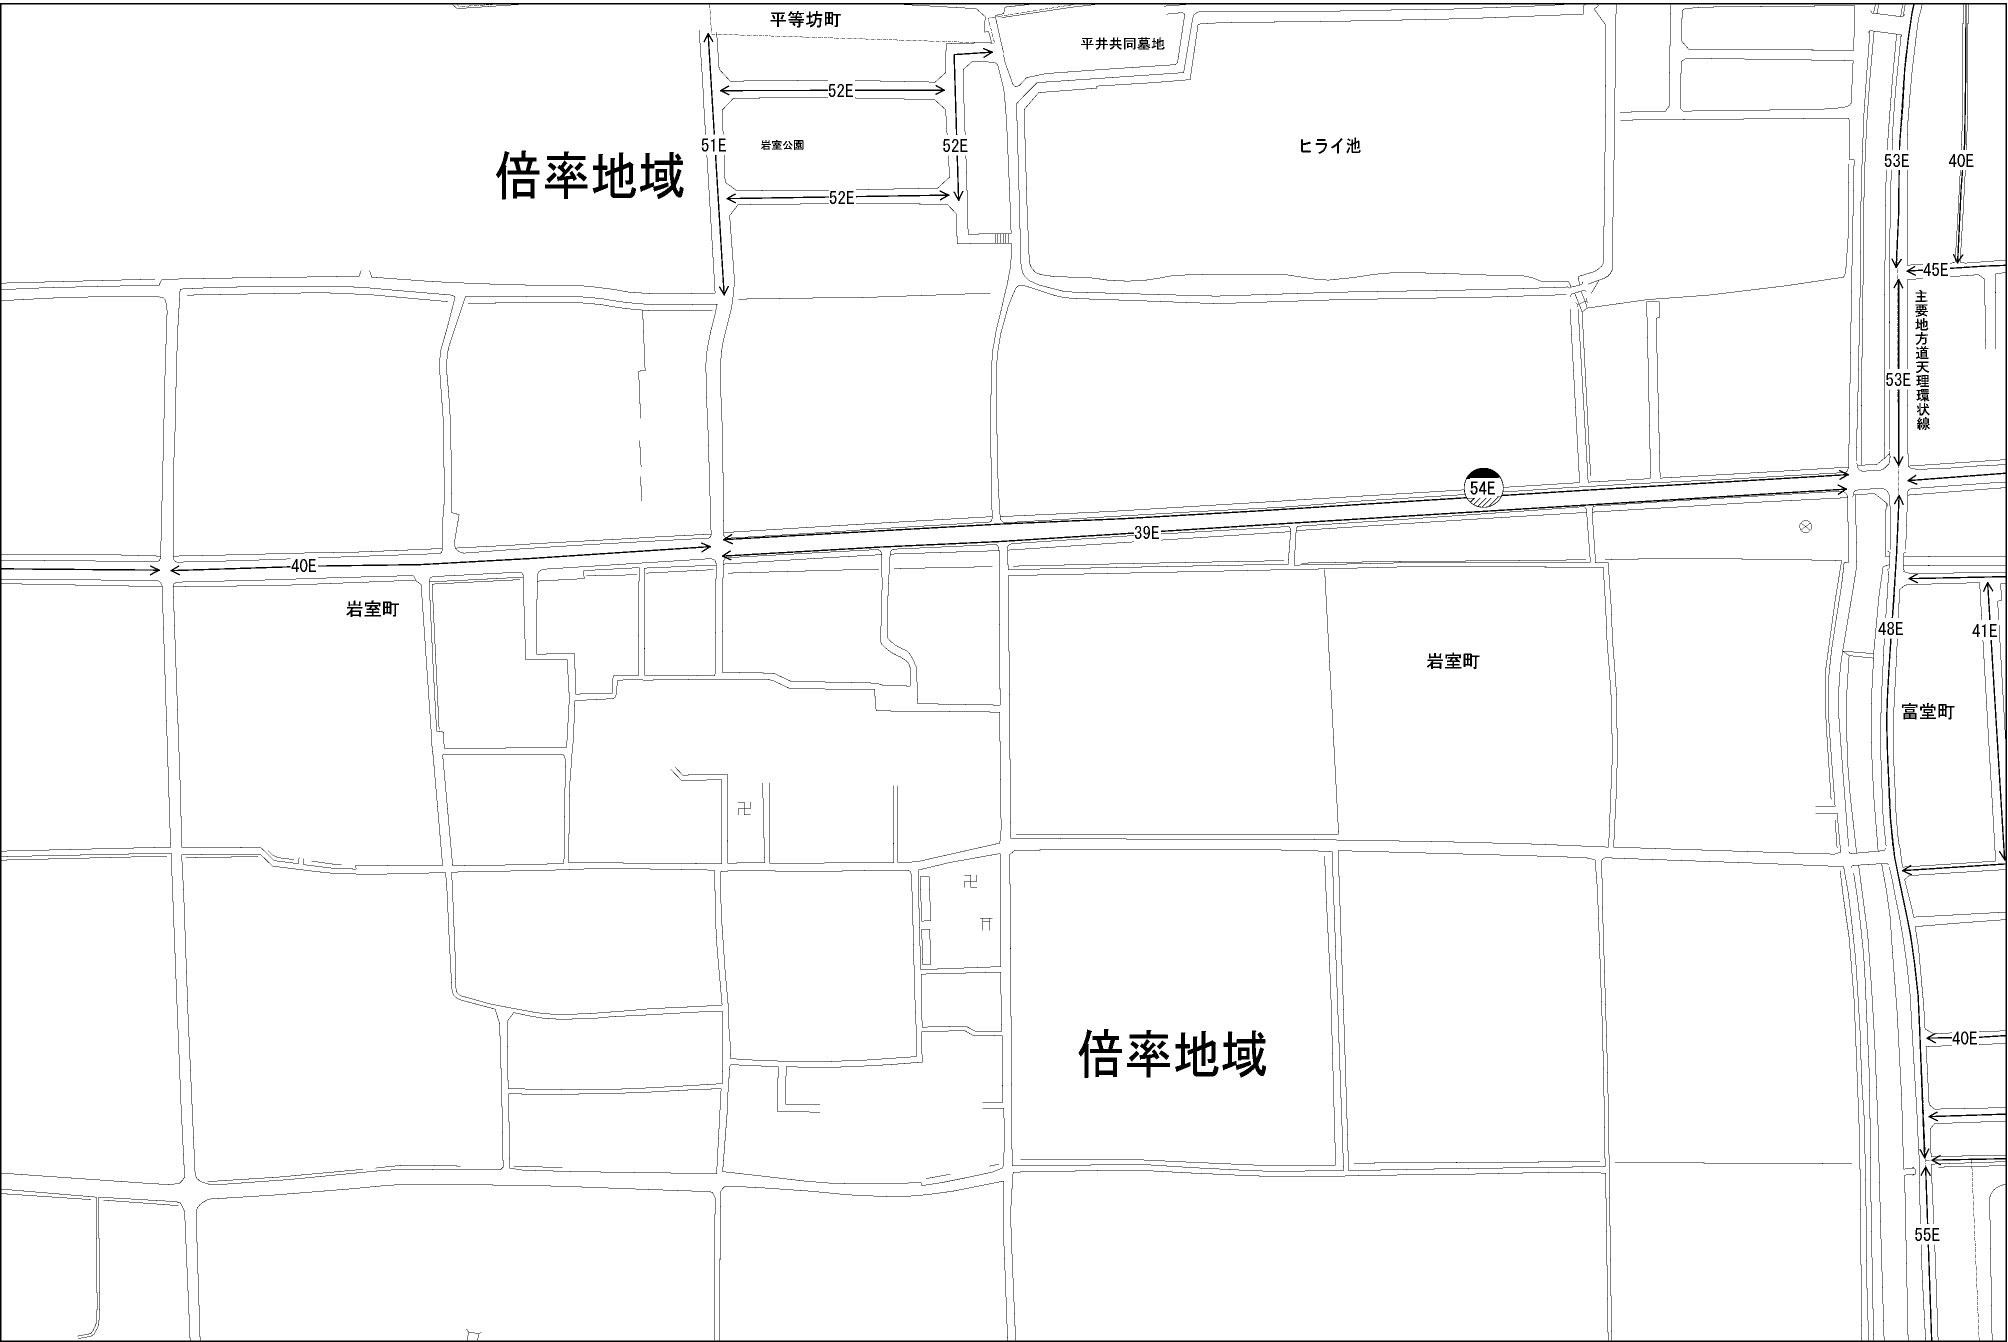 平等坊町
平井共同墓地
52E
51E
岩室公園
52E
ヒライ池
53E
40E
倍率地域
52E
45E
主要地方道天理環状線
53E
54E
39E
40E
岩室町
48E
41E
岩室町
富堂町
倍率地域
40E
55E